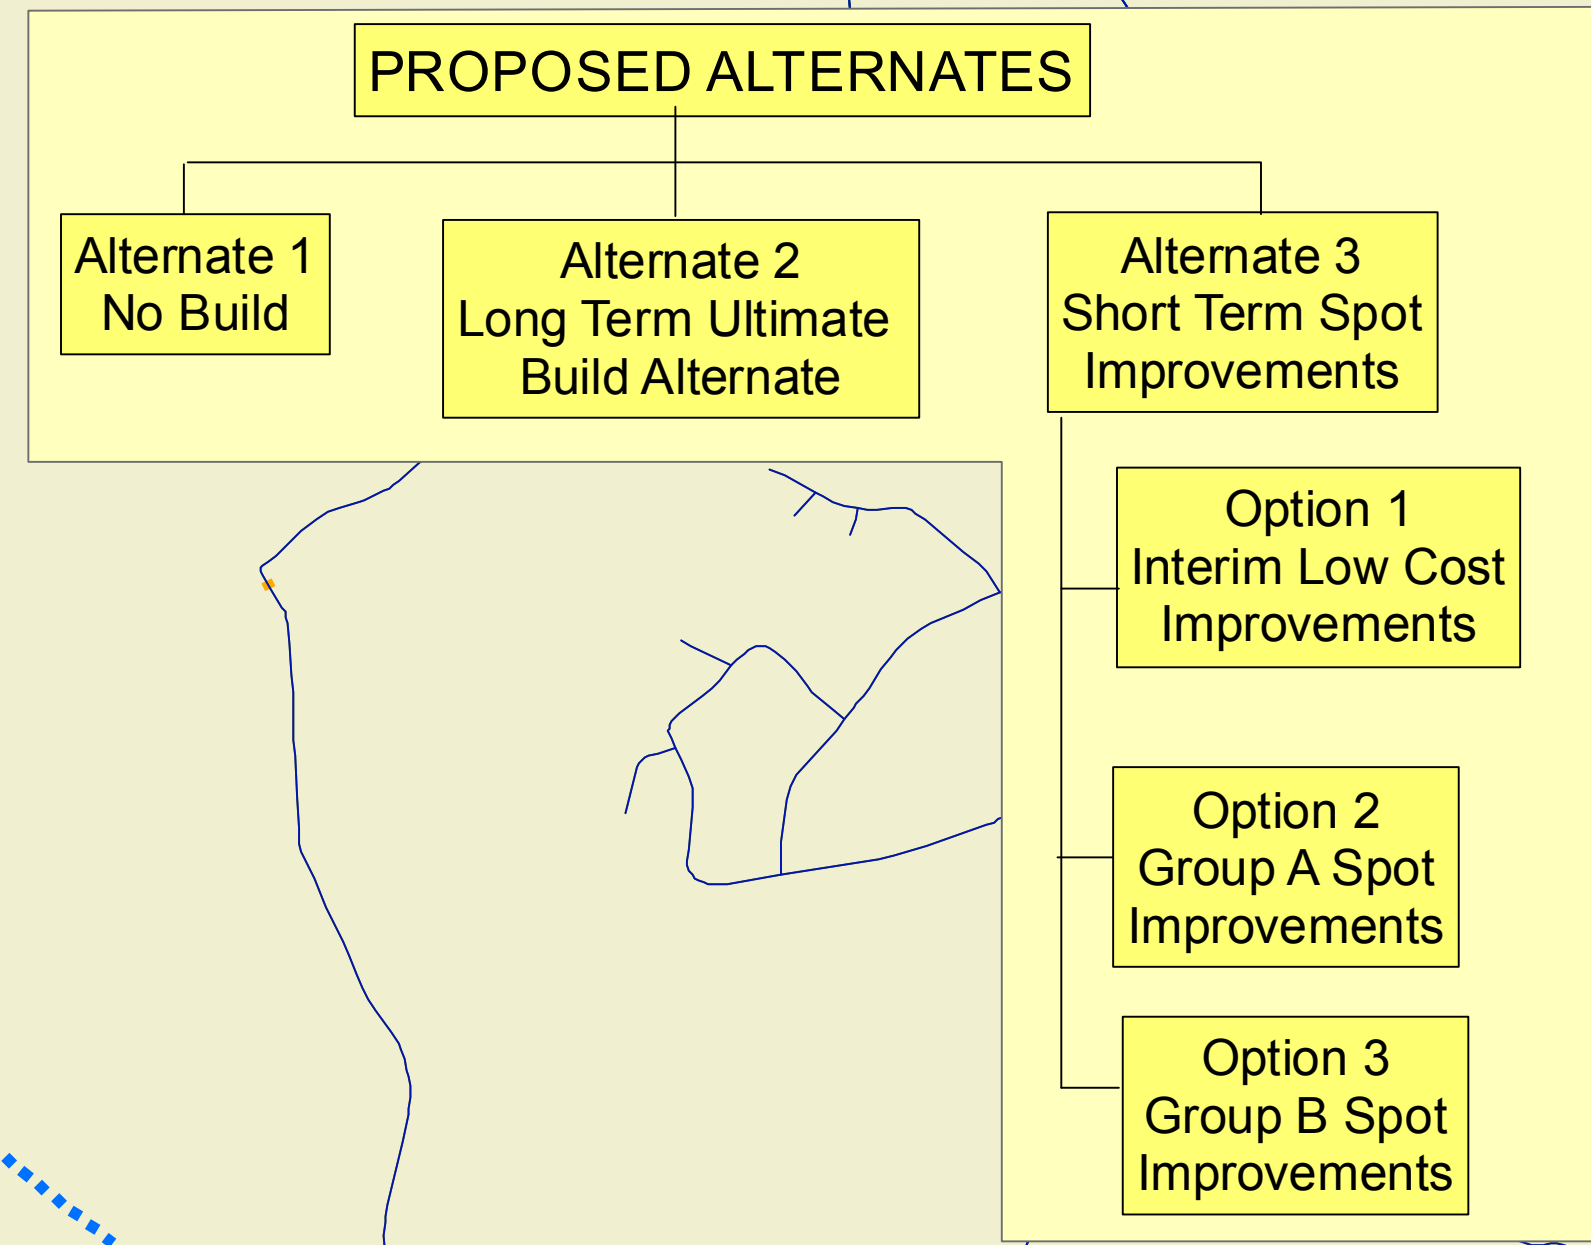 PROPOSED ALTERNATES
Alternate 1
No Build
Alternate 2
Long Term Ultimate
Build Alternate
Alternate 3
Short Term Spot
Improvements
Option 1
Interim Low Cost
Improvements
Option 2
Group A Spot
Improvements
Option 3
Group B Spot
Improvements